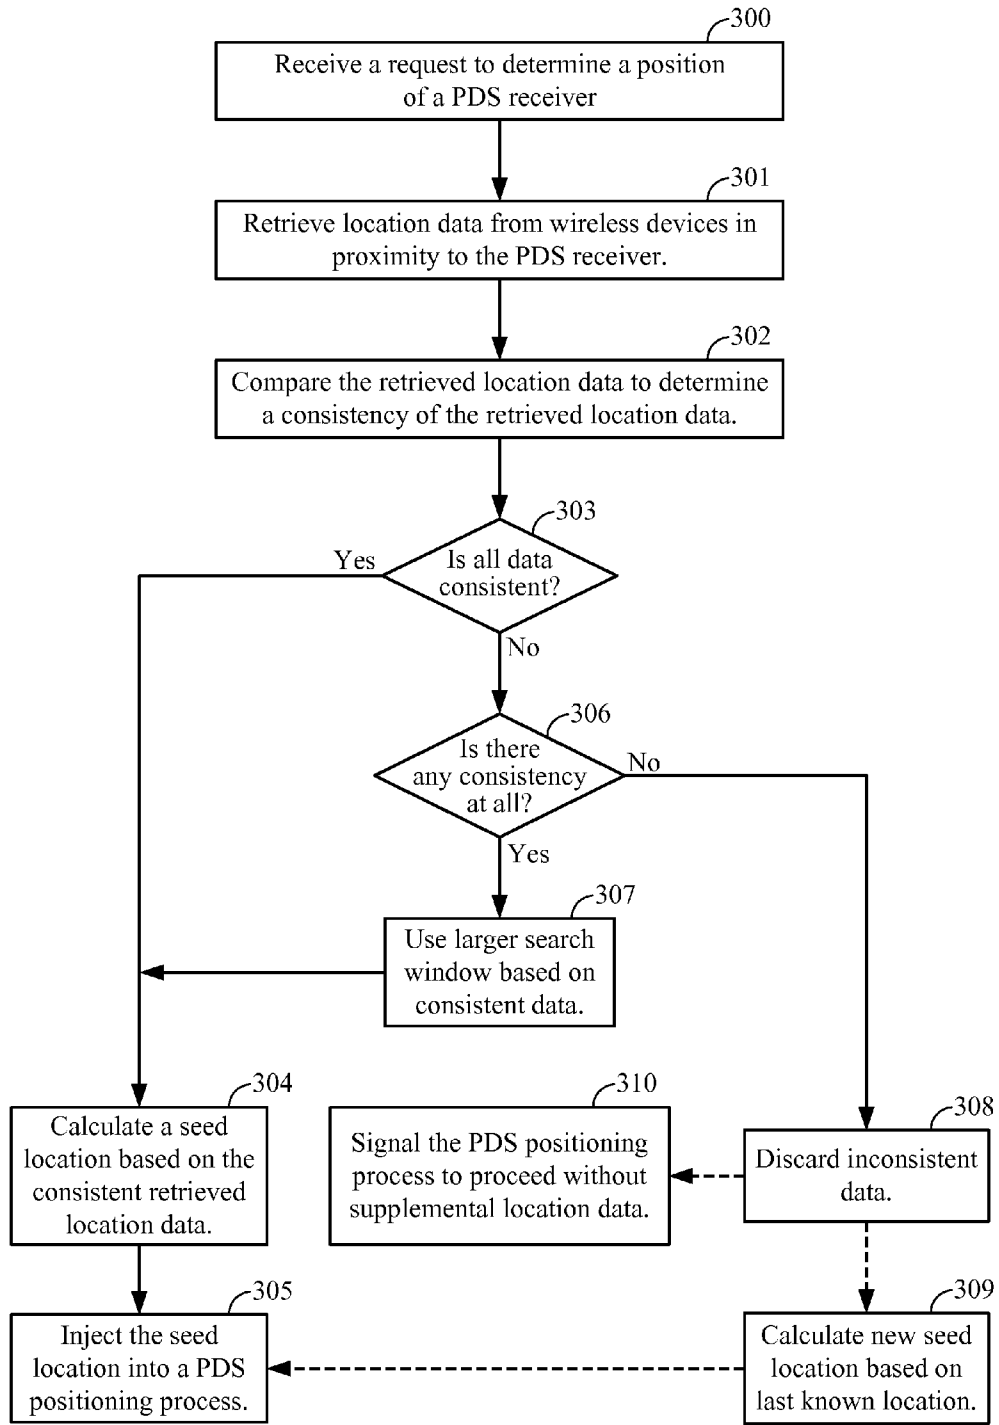 300
Receive a request to determine a position
of a PDS receiver
301
Retrieve location data from wireless devices in
proximity to the PDS receiver.
302
Compare the retrieved location data to determine
a consistency of the retrieved location data.
303
Is all data
consistent?
Yes
No
306
Is there
any consistency
at all?
No
Yes
307
Use larger search
window based on
consistent data.
304
Calculate a seed
location based on the
consistent retrieved
location data.
310
Signal the PDS positioning
process to proceed without
supplemental location data.
308
Discard inconsistent
data.
305
Inject the seed
location into a PDS
positioning process.
309
Calculate new seed
location based on
last known location.